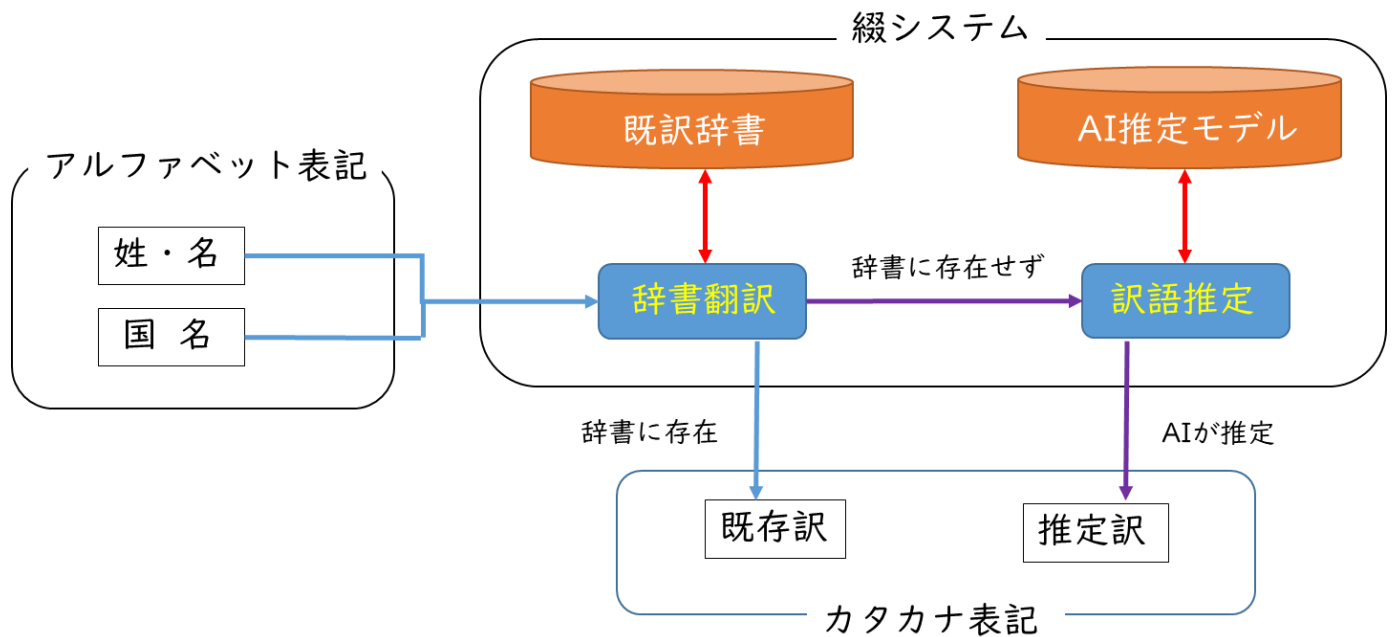 綴システム
既訳辞書
AI推定モデル
アルファベット表記
姓・名
国 名
辞書翻訳
辞書に存在せず
訳語推定
辞書に存在
AIが推定
既存訳
推定訳
カタカナ表記